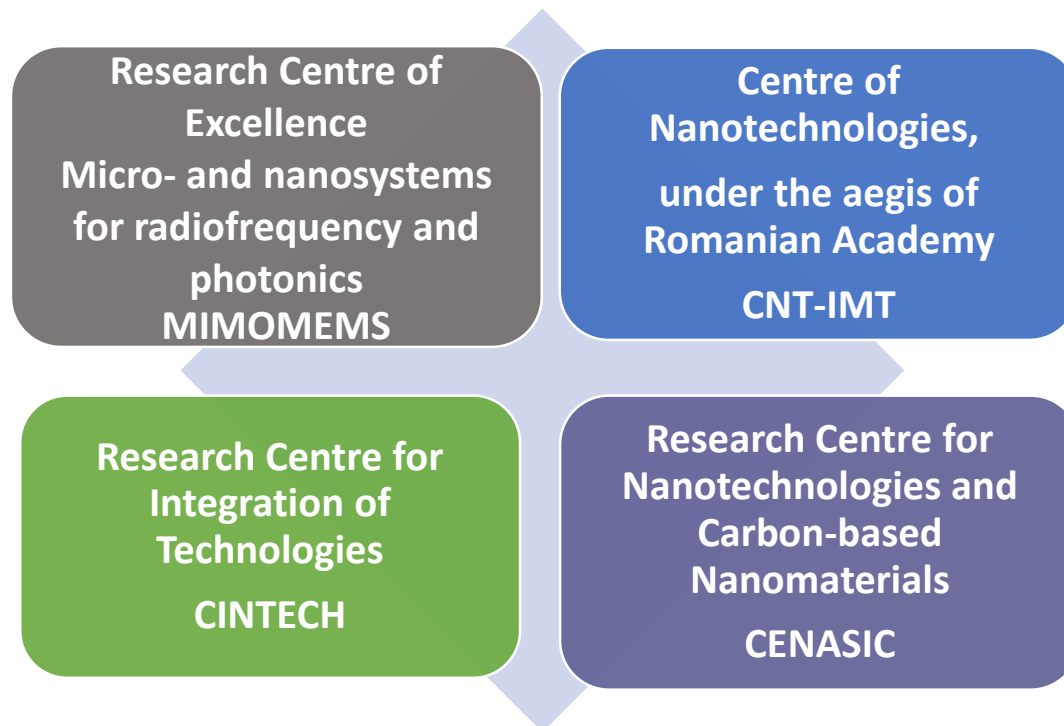 Research Centre of
Excellence
Micro- and nanosystems
for radiofrequency and
photonics
MIMOMEMS
Centre of
Nanotechnologies,
under the aegis of
Romanian Academy
CNT-IMT
Research Centre for
Integration of
Technologies
CINTECH
Research Centre for
Nanotechnologies and
Carbon-based
Nanomaterials
CENASIC